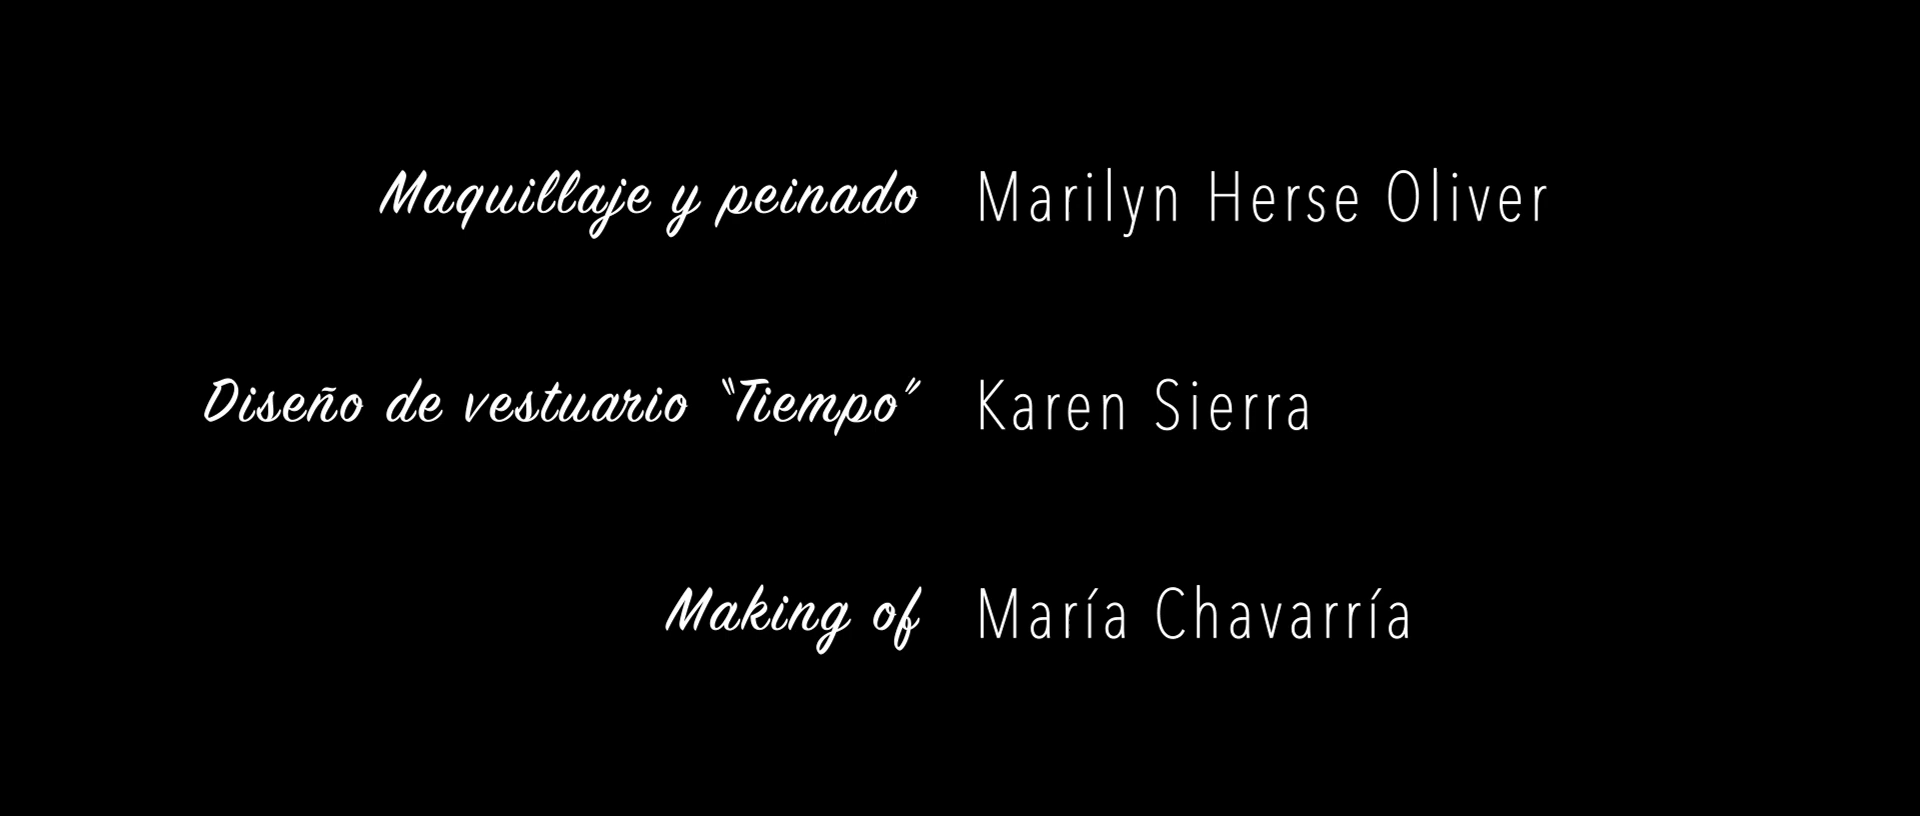 Maquillaje y peinado Marilyn Herse Oliver
Diseño de vestuario “Tiempo” Karen Sierra
Making of María Chavarría